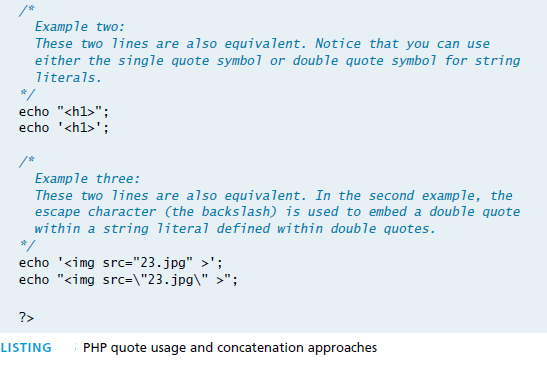 /*
Example two:
These two lines are also equivalent. Notice that you can use
either the single quote symbol or double quote symbol for string
literals.
*/
echo "<h1>";
echo '<h1>';
/*
Example three:
These two lines are also equivalent. In the second example, the
escape character (the backslash) is used to embed a double quote
within a string literal defined within double quotes.
*/
echo '<img src="23.jpg" >';
echo "<img src=\"23.jpg\" >";
?>
LISTING PHP quote usage and concatenation approaches